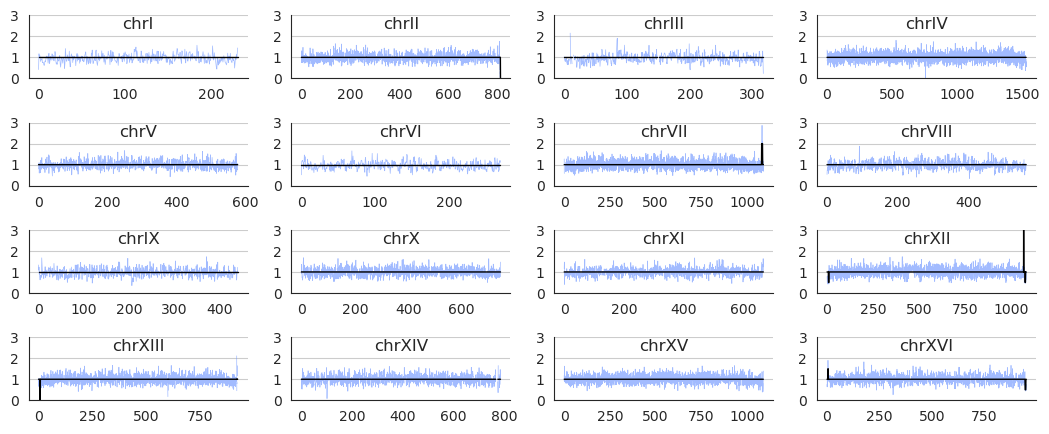 chrI chrII chrIII chrIV
3 3 3 3
2 2 2 2
1 1 1 1
0 0 0 0
0 100 200 0 200 400 600 800 0 100 200 300 0 500 1000 1500
chrV chrVI chrVII chrVIII
3 3 3 3
2 2 2 2
1 1 1 1
0 0 0 0
0 200 400 600 0 100 200 0 250 500 750 1000 0 200 400
chrIX chrX chrXI chrXII
3 3 3 3
2 2 2 2
1 1 1 1
0 0 0 0
0 100 200 300 400 0 200 400 600 0 200 400 600 0 250 500 750 1000
chrXIII chrXIV chrXV chrXVI
3 3 3 3
2 2 2 2
1 1 1 1
0 0 0 0
0 250 500 750 0 200 400 600 800 0 250 500 750 1000 0 250 500 750